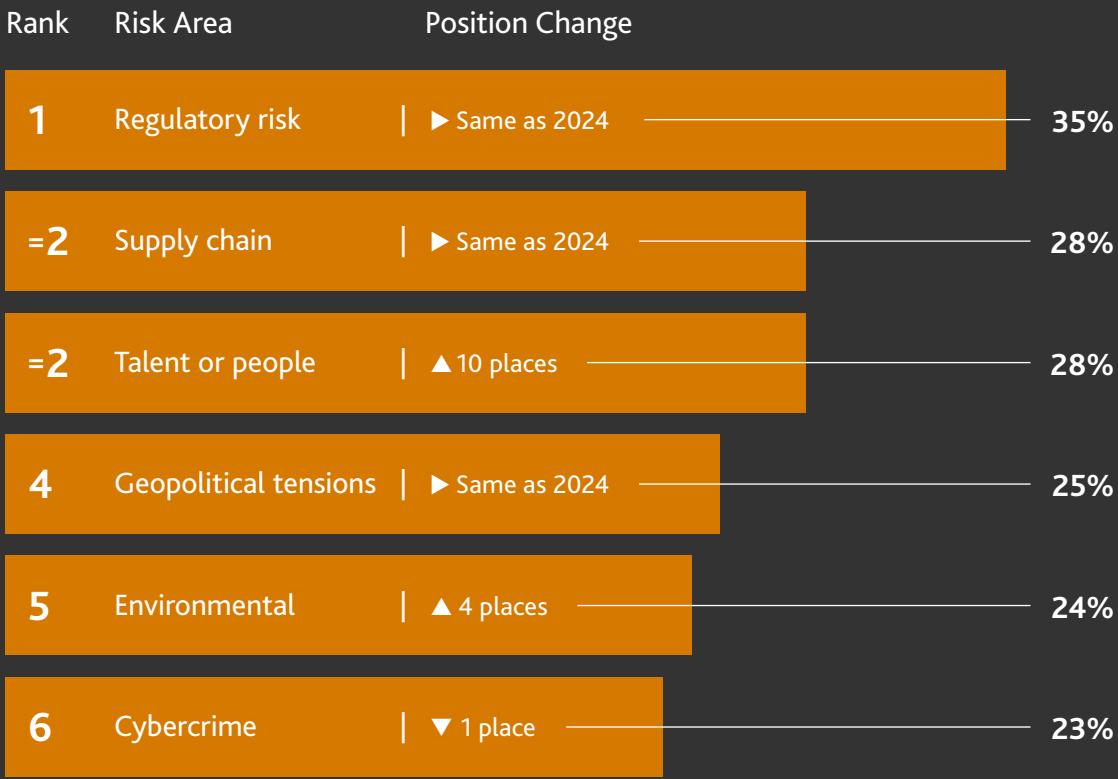 Rank Risk Area Position Change
1 Regulatory risk | ▶ Same as 2024 35%
=2 Supply chain | ▶ Same as 2024 28%
=2 Talent or people | ▲ 10 places 28%
4 Geopolitical tensions | ▶ Same as 2024 25%
5 Environmental | ▲ 4 places 24%
6 Cybercrime | ▼ 1 place 23%